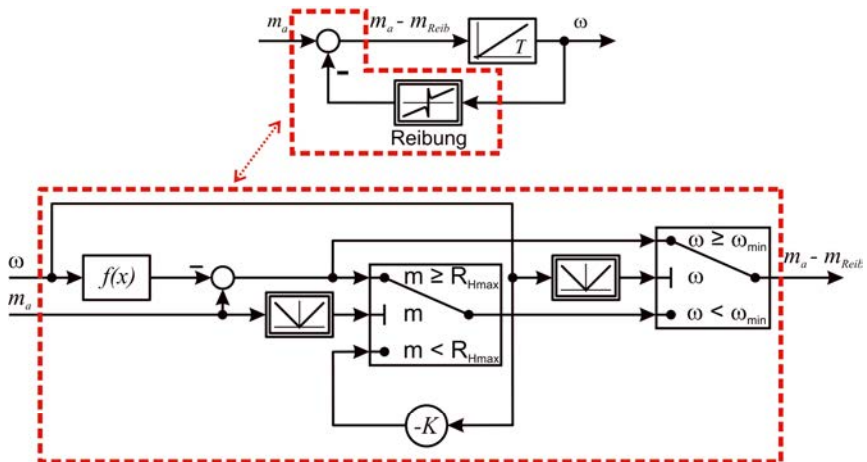 m_a
m_a - m_Reib
ω
T
Reibung
ω
f(x)
m_a
m ≥ R_Hmax
m
m < R_Hmax
-K
ω ≥ ω_min
ω
ω < ω_min
m_a - m_Reib